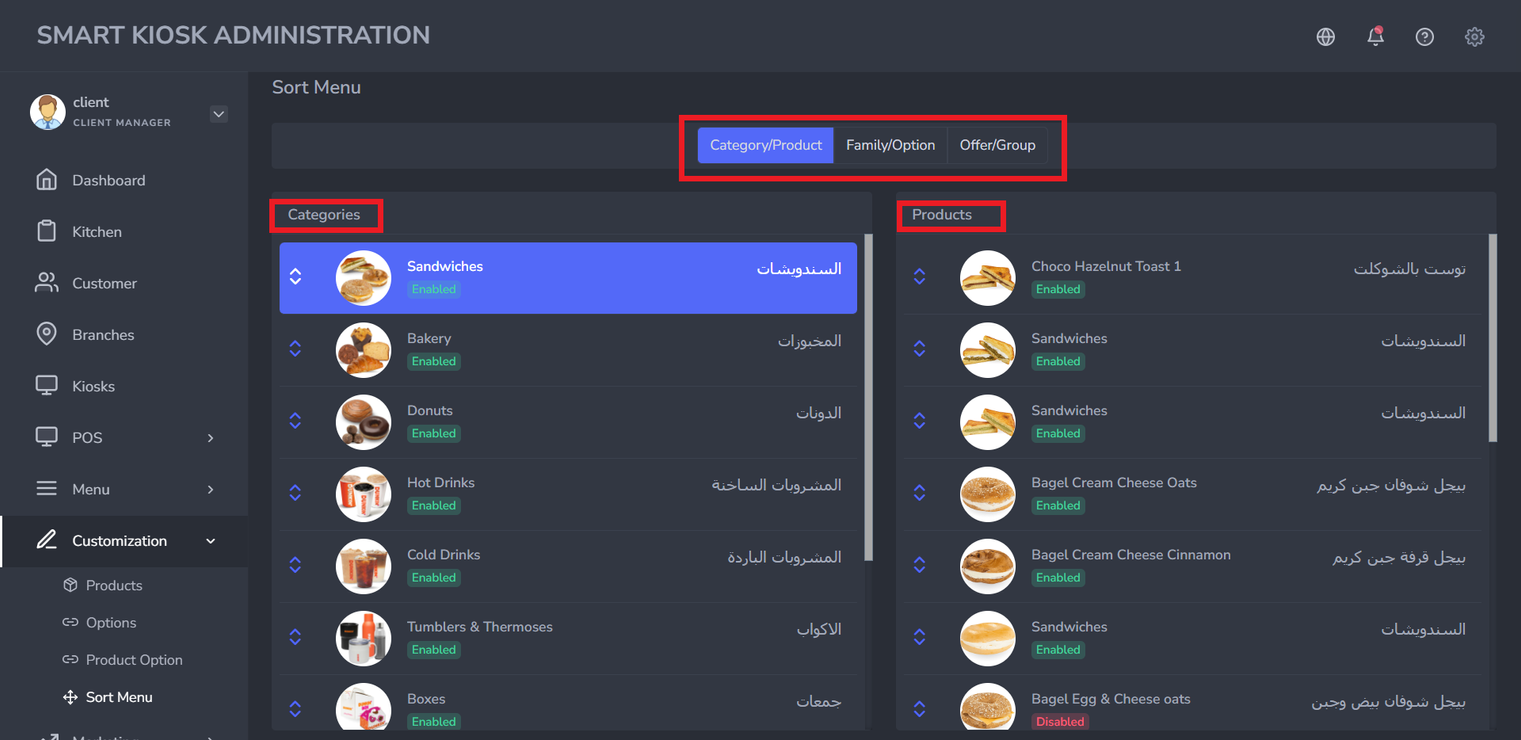 SMART KIOSK ADMINISTRATION
client
CLIENT MANAGER
Dashboard
Kitchen
Customer
Branches
Kiosks
POS
Menu
Customization
Products
Options
Product Option
Sort Menu
Marketing
Sort Menu
Category/Product Family/Option Offer/Group
Categories
Sandwiches السندويشات
Enabled
Bakery المخبوزات
Enabled
Donuts الدونات
Enabled
Hot Drinks المشروبات الساخنة
Enabled
Cold Drinks المشروبات الباردة
Enabled
Tumblers & Thermoses الاكواب
Enabled
Boxes جمعات
Enabled
Products
Choco Hazelnut Toast 1 توست بالشوكلت
Enabled
Sandwiches السندويشات
Enabled
Sandwiches السندويشات
Enabled
Bagel Cream Cheese Oats بيجل شوفان جبن كريم
Enabled
Bagel Cream Cheese Cinnamon بيجل قرفة جبن كريم
Enabled
Sandwiches السندويشات
Enabled
Bagel Egg & Cheese oats بيجل شوفان بيض وجبن
Disabled